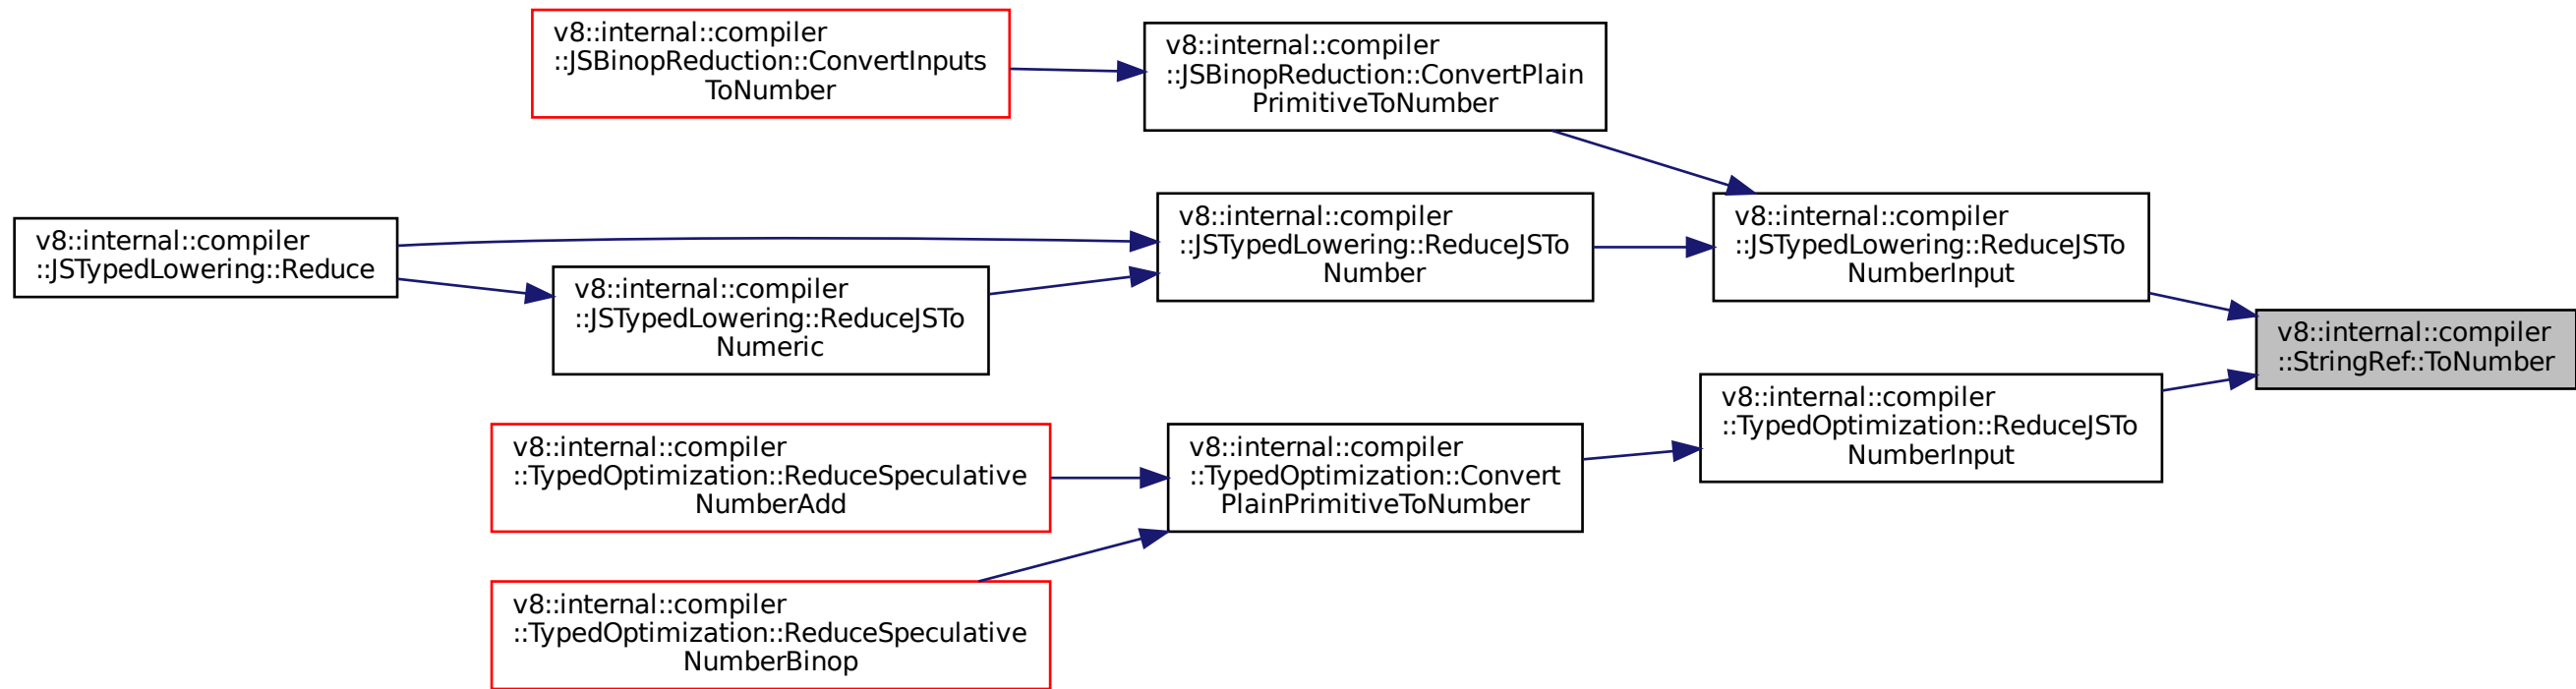 v8::internal::compiler
::JSBinopReduction::ConvertInputs
ToNumber
v8::internal::compiler
::JSBinopReduction::ConvertPlain
PrimitiveToNumber
v8::internal::compiler
::JSTypedLowering::Reduce
v8::internal::compiler
::JSTypedLowering::ReduceJSTo
Numeric
v8::internal::compiler
::JSTypedLowering::ReduceJSTo
Number
v8::internal::compiler
::JSTypedLowering::ReduceJSTo
NumberInput
v8::internal::compiler
::StringRef::ToNumber
v8::internal::compiler
::TypedOptimization::ReduceSpeculative
NumberAdd
v8::internal::compiler
::TypedOptimization::Convert
PlainPrimitiveToNumber
v8::internal::compiler
::TypedOptimization::ReduceJSTo
NumberInput
v8::internal::compiler
::TypedOptimization::ReduceSpeculative
NumberBinop